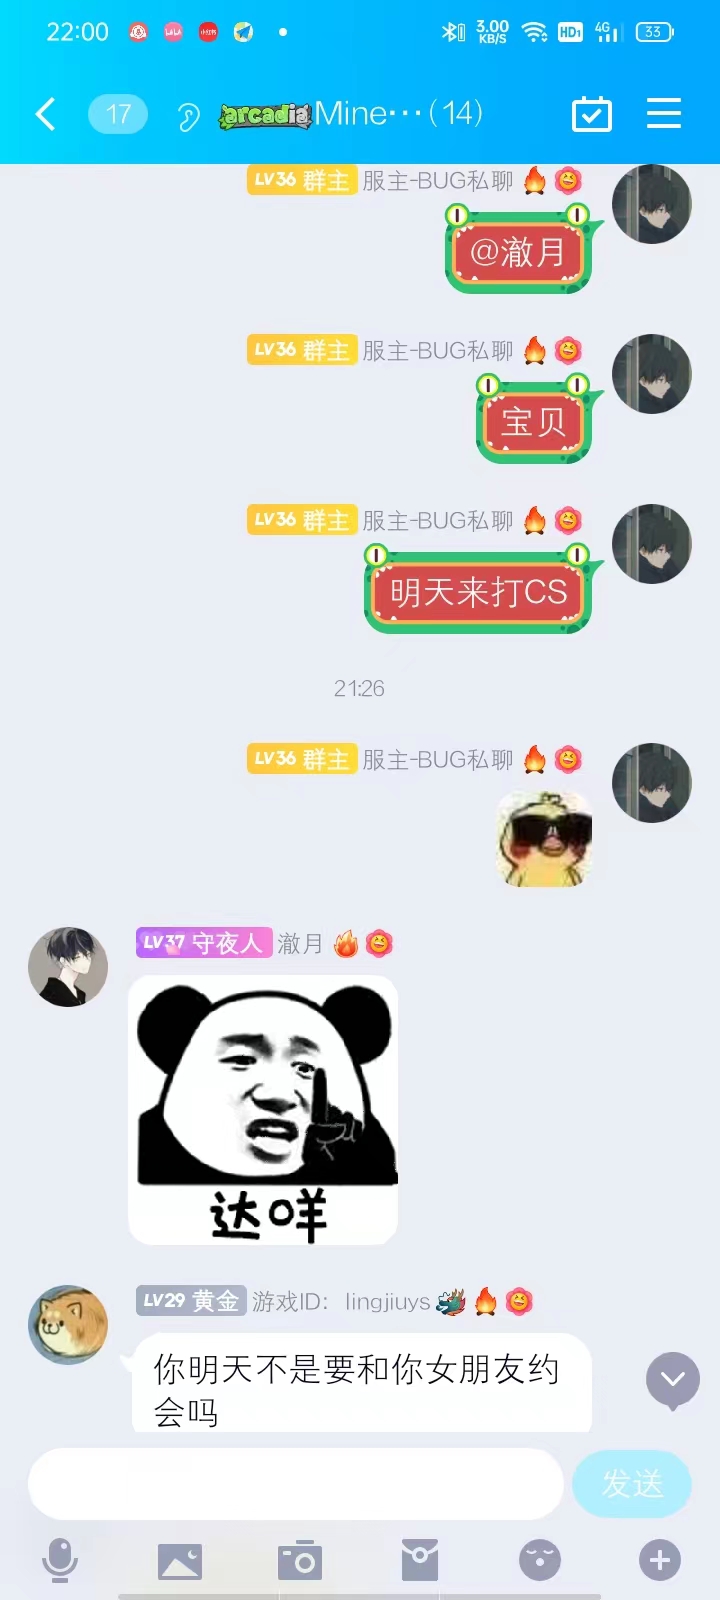 22:00
LALA
小红书
3.00
KB/S
HD1
4G
33
17
arcadia Mine···(14)
LV36 群主 服主-BUG私聊
@澈月
LV36 群主 服主-BUG私聊
宝贝
LV36 群主 服主-BUG私聊
明天来打CS
21:26
LV36 群主 服主-BUG私聊
LV37 守夜人 澈月
达咩
LV29 黄金 游戏ID: lingjiuys
你明天不是要和你女朋友约
会吗
发送